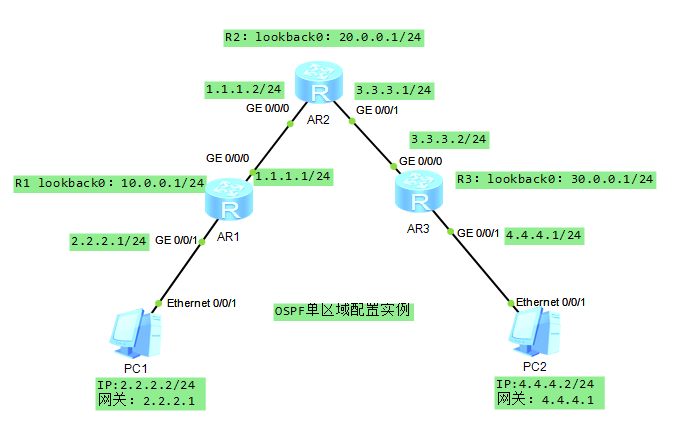 R2: lookback0: 20.0.0.1/24
1.1.1.2/24
3.3.3.1/24
R
GE 0/0/0
GE 0/0/1
AR2
3.3.3.2/24
GE 0/0/0
GE 0/0/0
R1 lookback0: 10.0.0.1/24
1.1.1.1/24
R3: lookback0: 30.0.0.1/24
R
R
2.2.2.1/24
GE 0/0/1
AR1
AR3
GE 0/0/1
4.4.4.1/24
Ethernet 0/0/1
Ethernet 0/0/1
OSPF单区域配置实例
PC1
PC2
IP:2.2.2.2/24
网关: 2.2.2.1
IP:4.4.4.2/24
网关: 4.4.4.1